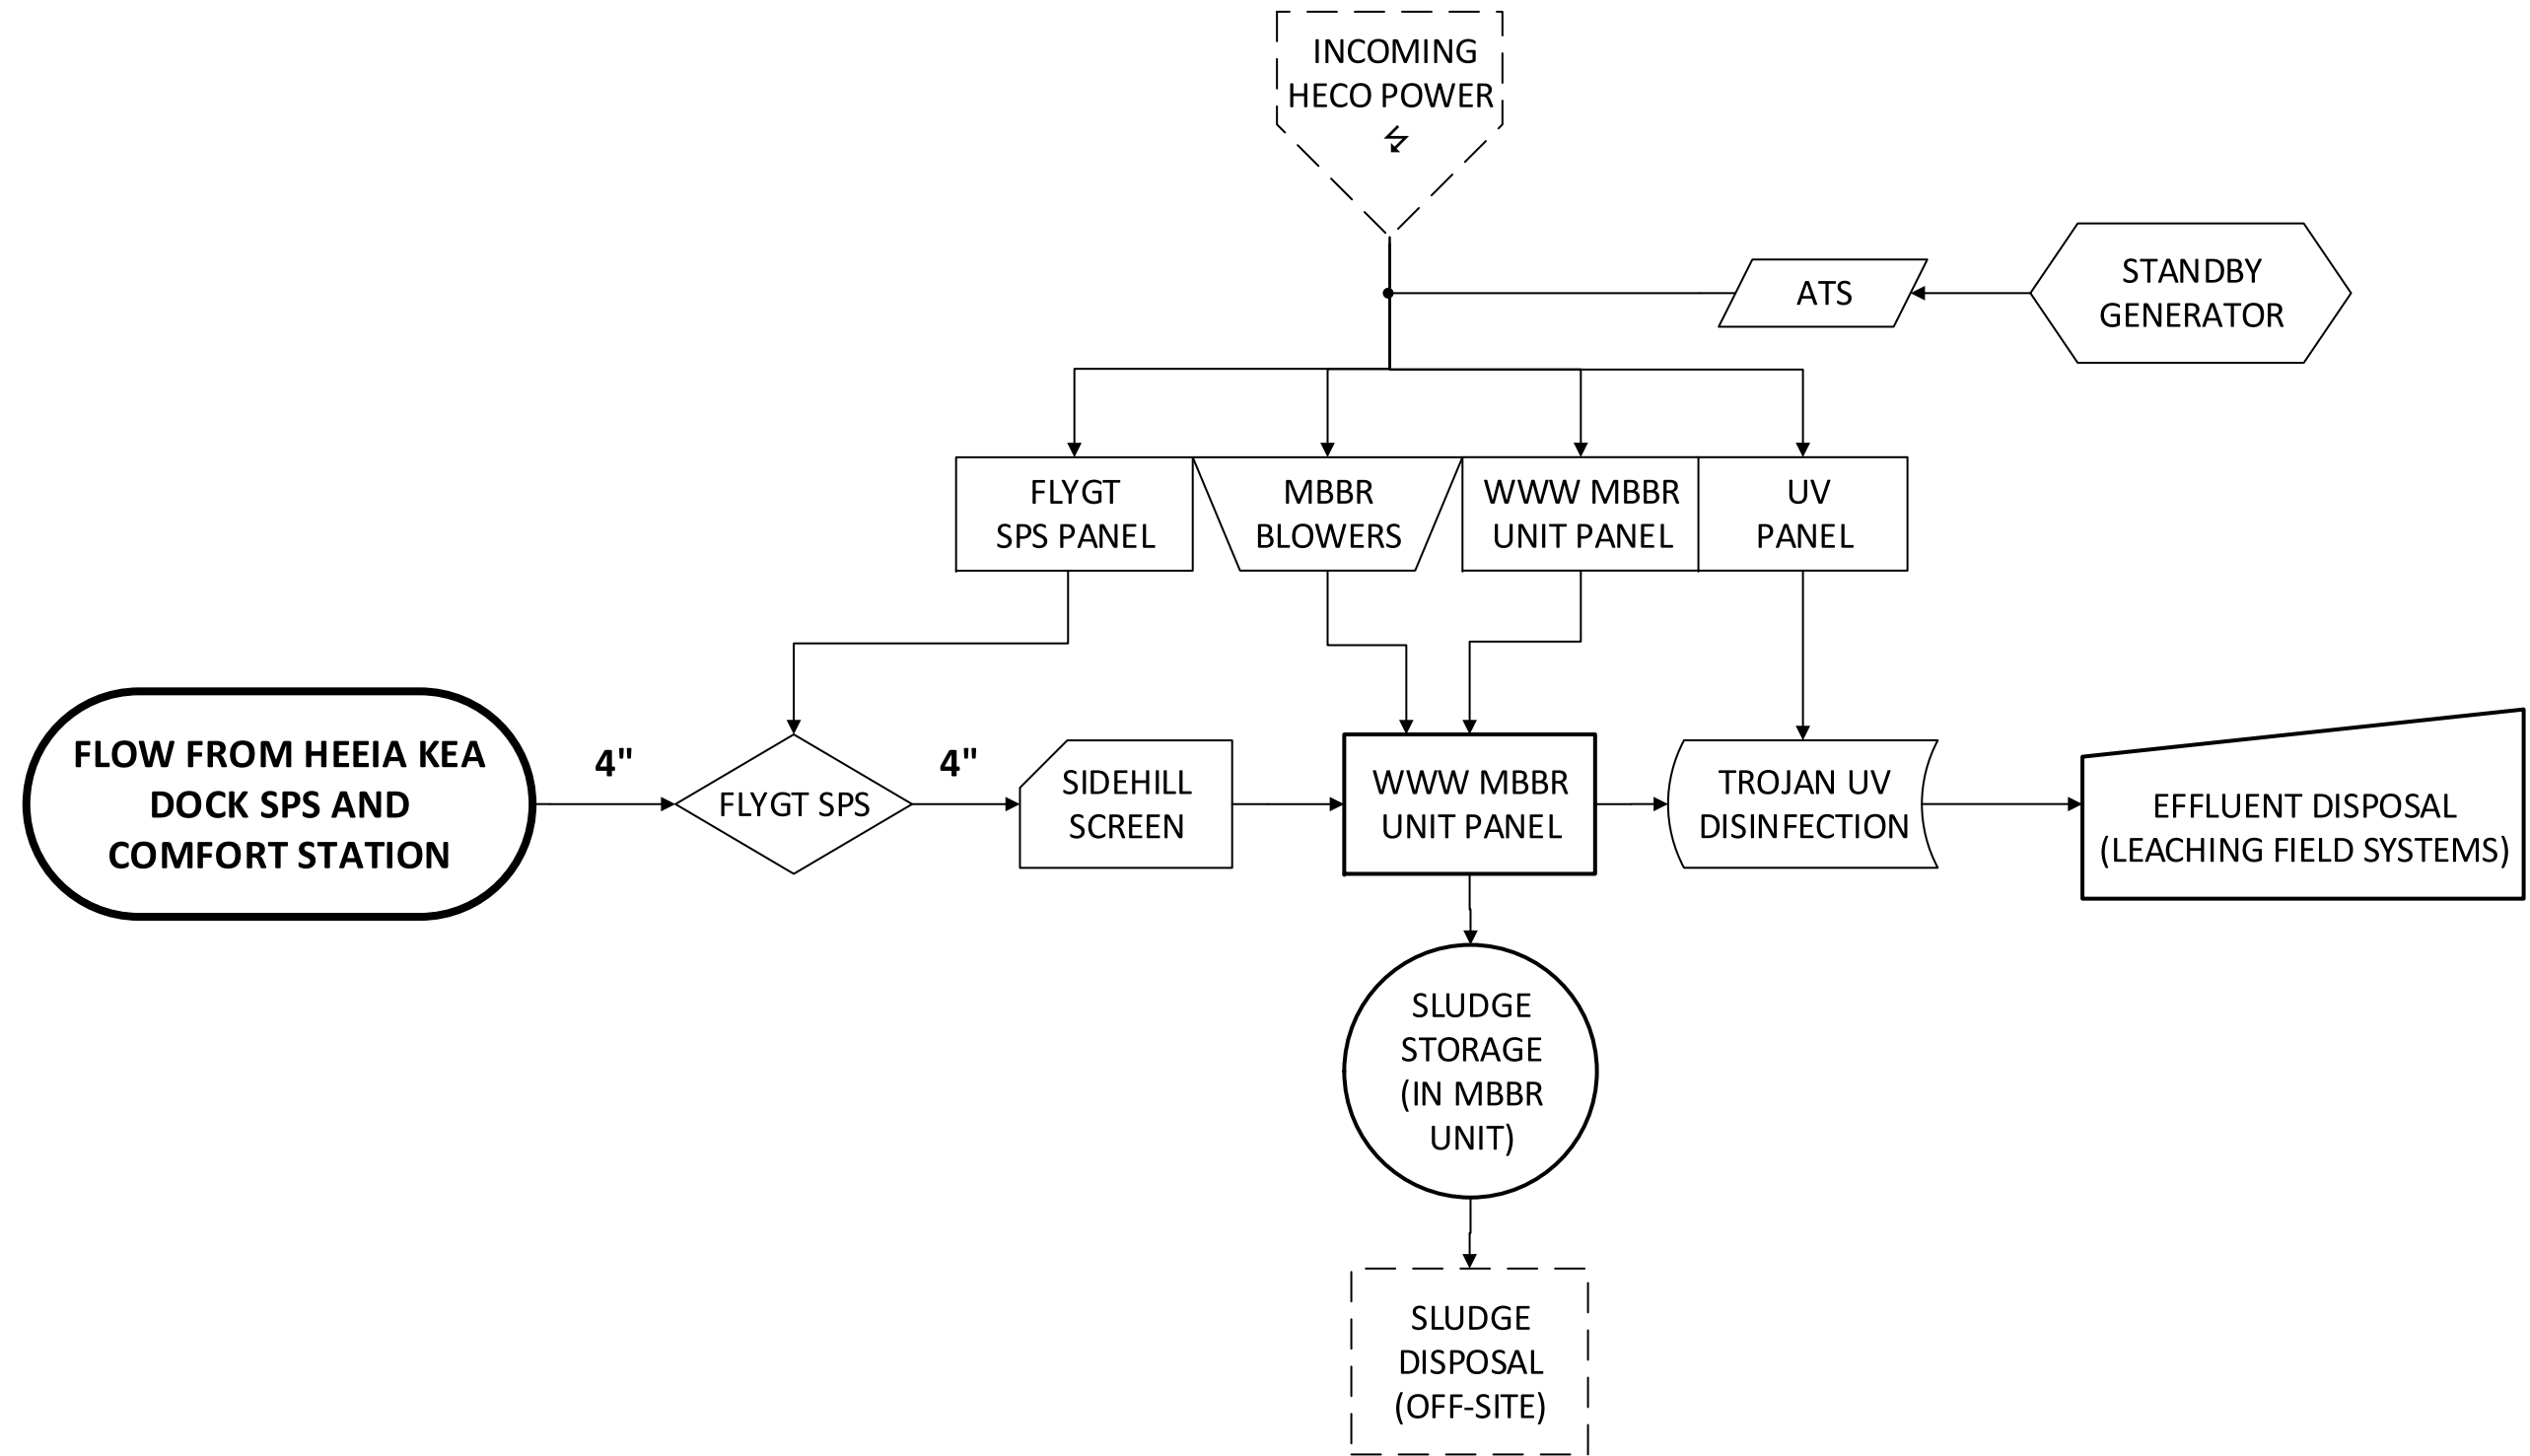 INCOMING
HECO POWER
ATS
STANDBY
GENERATOR
FLYGT
SPS PANEL
MBBR
BLOWERS
WWW MBBR
UNIT PANEL
UV
PANEL
FLOW FROM HEEIA KEA
DOCK SPS AND
COMFORT STATION
4"
FLYGT SPS
4"
SIDEHILL
SCREEN
WWW MBBR
UNIT PANEL
TROJAN UV
DISINFECTION
EFFLUENT DISPOSAL
(LEACHING FIELD SYSTEMS)
SLUDGE
STORAGE
(IN MBBR
UNIT)
SLUDGE
DISPOSAL
(OFF-SITE)